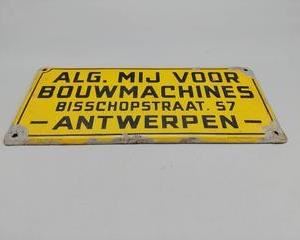 ALG. MIJ VOOR
BOUWMACHINES
BISSCHOPSTRAAT. 57
- ANTWERPEN -